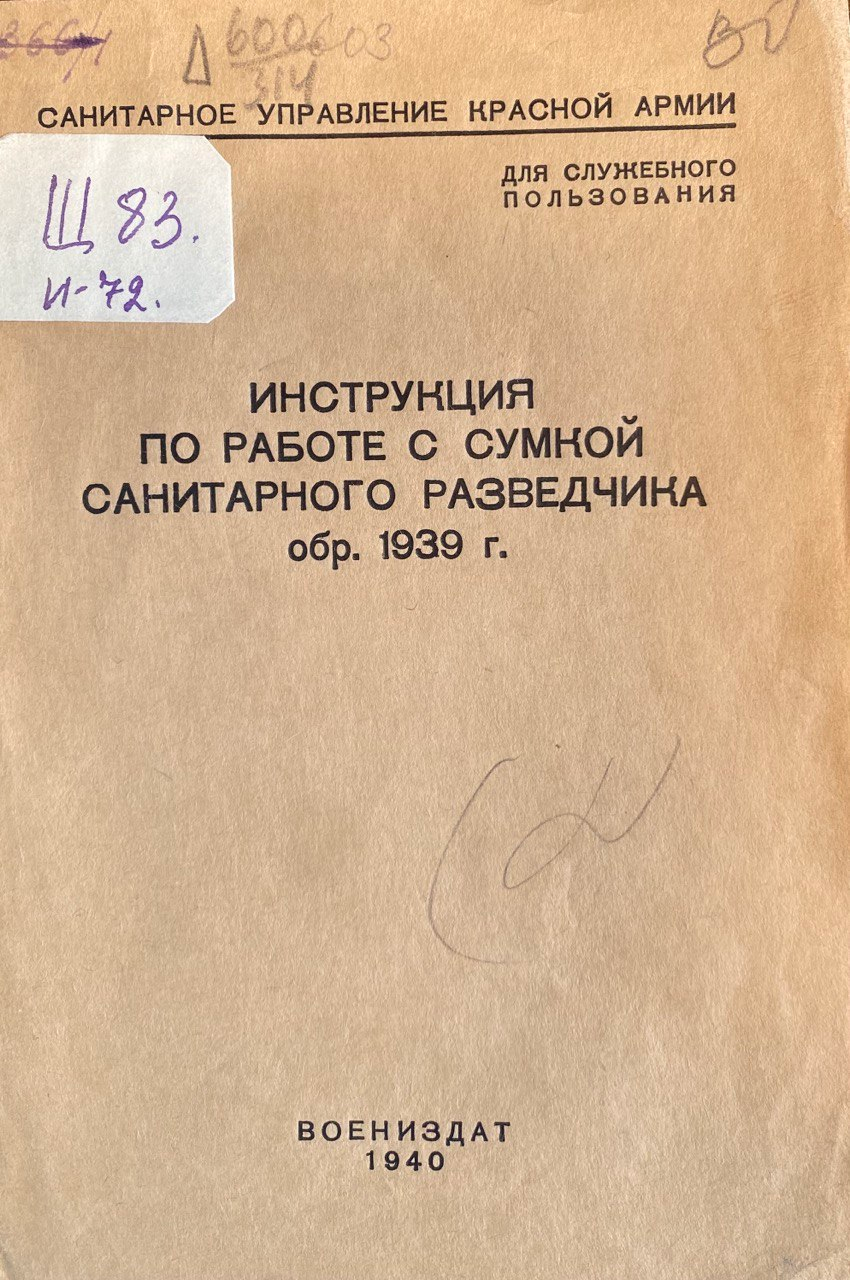 600603
314
САНИТАРНОЕ УПРАВЛЕНИЕ КРАСНОЙ АРМИИ
ДЛЯ СЛУЖЕБНОГО
ПОЛЬЗОВАНИЯ
Щ 83.
И-72.
ИНСТРУКЦИЯ
ПО РАБОТЕ С СУМКОЙ
САНИТАРНОГО РАЗВЕДЧИКА
обр. 1939 г.
ВОЕНИЗДАТ
1940